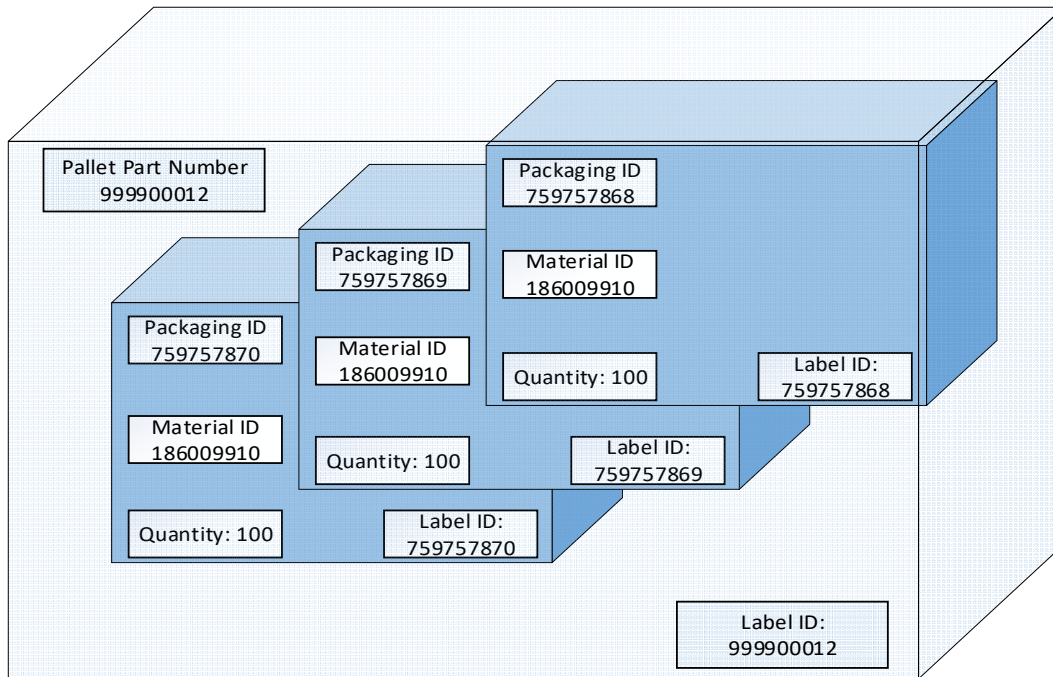 Pallet Part Number
999900012
Packaging ID
759757868
Material ID
186009910
Quantity: 100
Label ID:
759757868
Packaging ID
759757869
Material ID
186009910
Quantity: 100
Label ID:
759757869
Packaging ID
759757870
Material ID
186009910
Quantity: 100
Label ID:
759757870
Label ID:
999900012